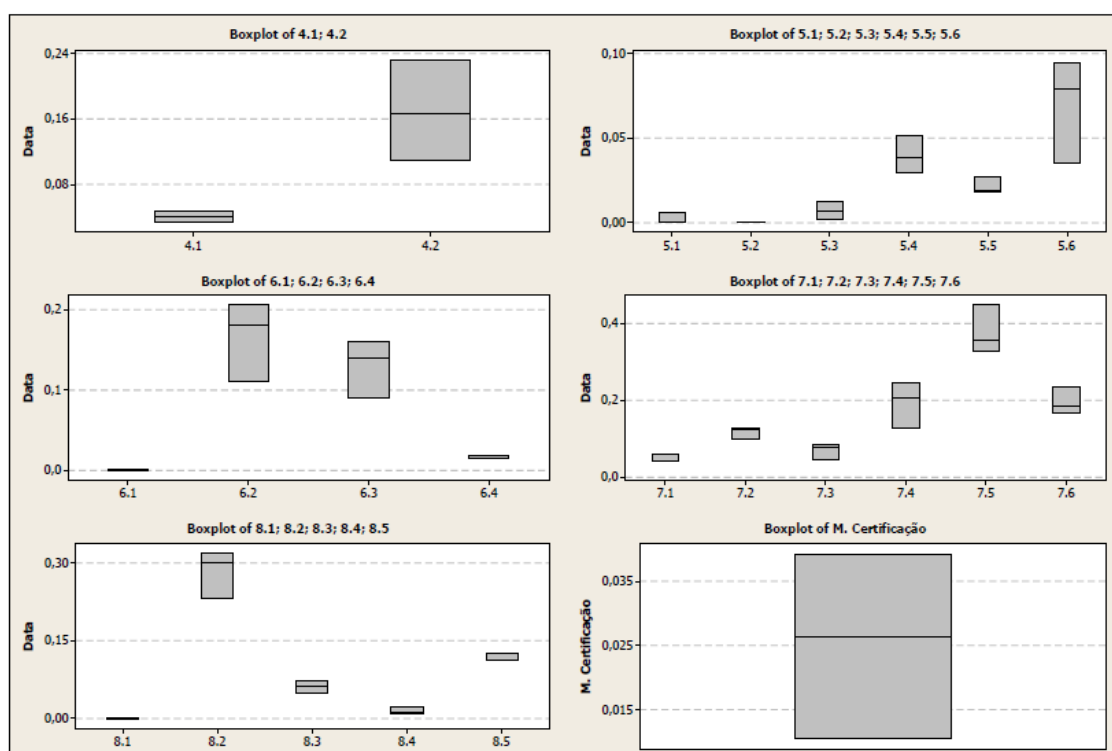 Boxplot of 4.1; 4.2
0,24
0,16
0,08
Data
4.1 4.2
Boxplot of 5.1; 5.2; 5.3; 5.4; 5.5; 5.6
0,10
0,05
0,00
Data
5.1 5.2 5.3 5.4 5.5 5.6
Boxplot of 6.1; 6.2; 6.3; 6.4
0,2
0,1
0,0
Data
6.1 6.2 6.3 6.4
Boxplot of 7.1; 7.2; 7.3; 7.4; 7.5; 7.6
0,4
0,2
0,0
Data
7.1 7.2 7.3 7.4 7.5 7.6
Boxplot of 8.1; 8.2; 8.3; 8.4; 8.5
0,30
0,15
0,00
Data
8.1 8.2 8.3 8.4 8.5
Boxplot of M. Certificação
0,035
0,025
0,015
M. Certificação